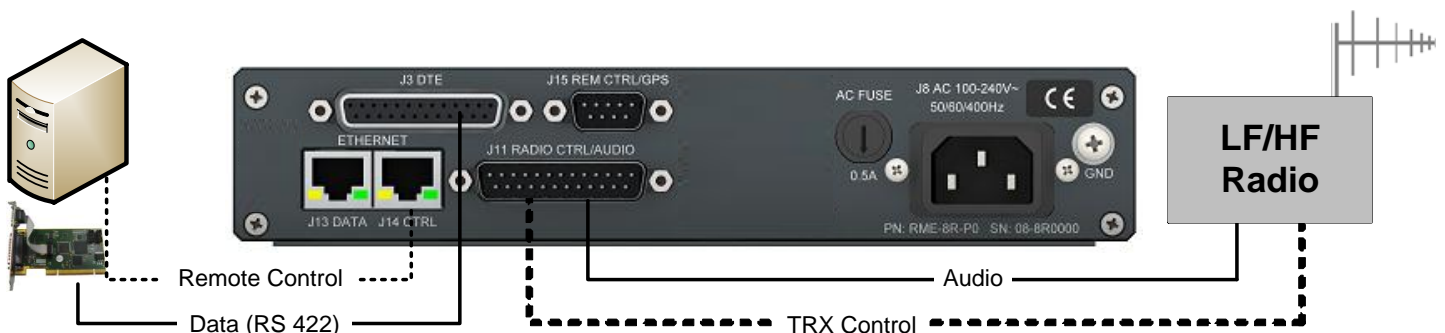 J3 DTE
J15 REM CTRL/GPS
AC FUSE
J8 AC 100-240V~
50/60/400Hz
CE
ETHERNET
J11 RADIO CTRL/AUDIO
0.5A
GND
J13 DATA
J14 CTRL
PN: RME-8R-P0 SN: 08-8R0000
LF/HF
Radio
Remote Control
Audio
Data (RS 422)
TRX Control